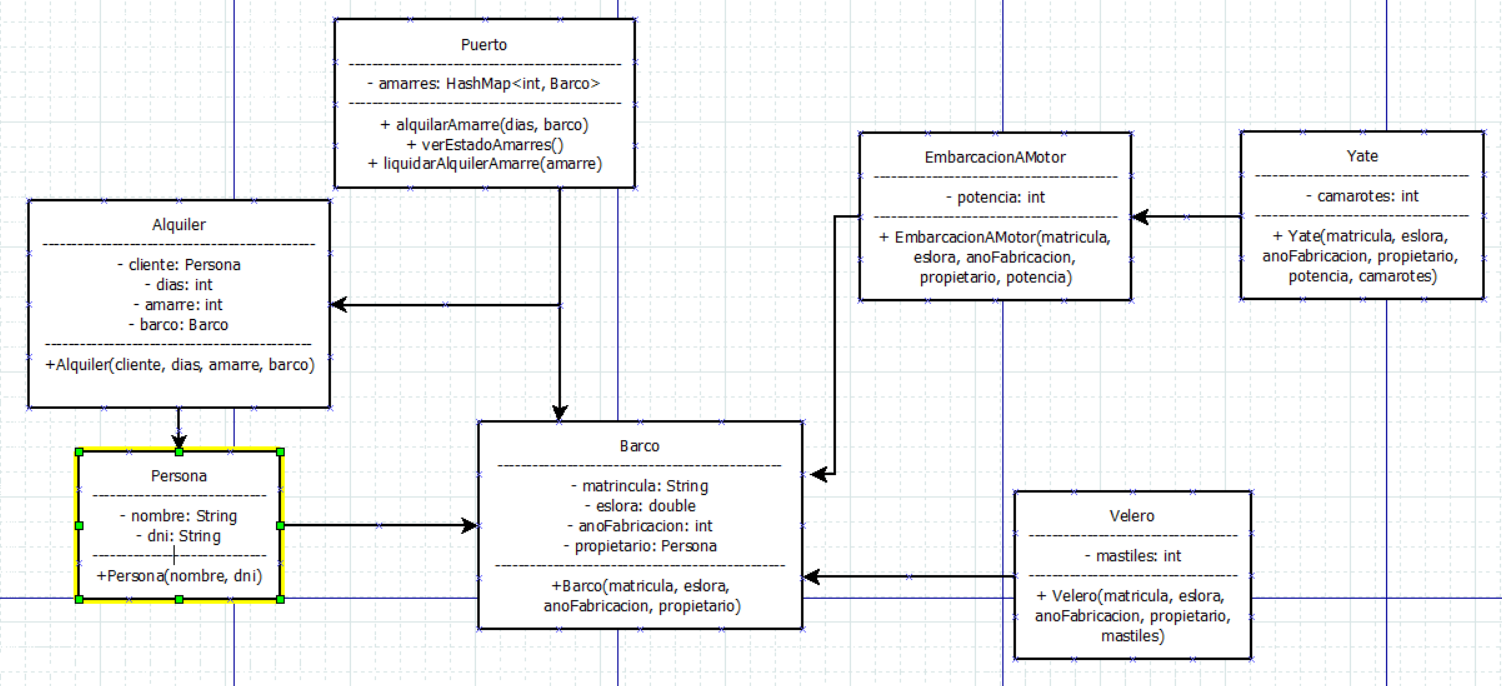 Puerto
- amarres: HashMap<int, Barco>
+ alquilarAmarre(dias, barco)
+ verEstadoAmarres()
+ liquidarAlquilerAmarre(amarre)
Alquiler
- cliente: Persona
- dias: int
- amarre: int
- barco: Barco
+Alquiler(cliente, dias, amarre, barco)
EmbarcacionAMotor
- potencia: int
+ EmbarcacionAMotor(matricula,
eslora, anoFabricacion,
propietario, potencia)
Yate
- camarotes: int
+ Yate(matricula, eslora,
anoFabricacion, propietario,
potencia, camarotes)
Persona
- nombre: String
- dni: String
+Persona(nombre, dni)
Barco
- matrincula: String
- eslora: double
- anoFabricacion: int
- propietario: Persona
+Barco(matricula, eslora,
anoFabricacion, propietario)
Velero
- mastiles: int
+ Velero(matricula, eslora,
anoFabricacion, propietario,
mastiles)